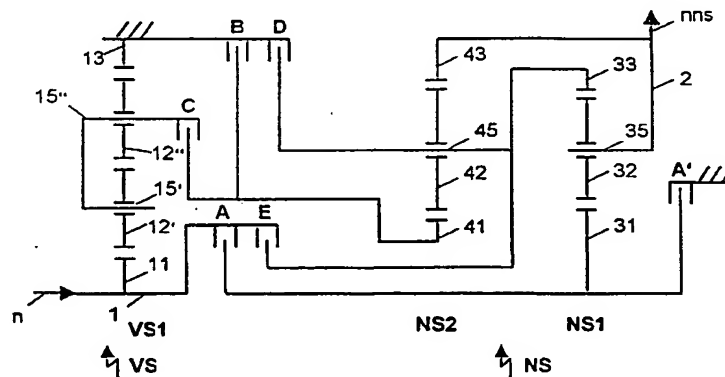 B D nns
13 43 33
2
15" C
45 35 A'
12"
15' 42 32
A E
12' 41 31
11
n 1 VS1 NS2 NS1
VS NS